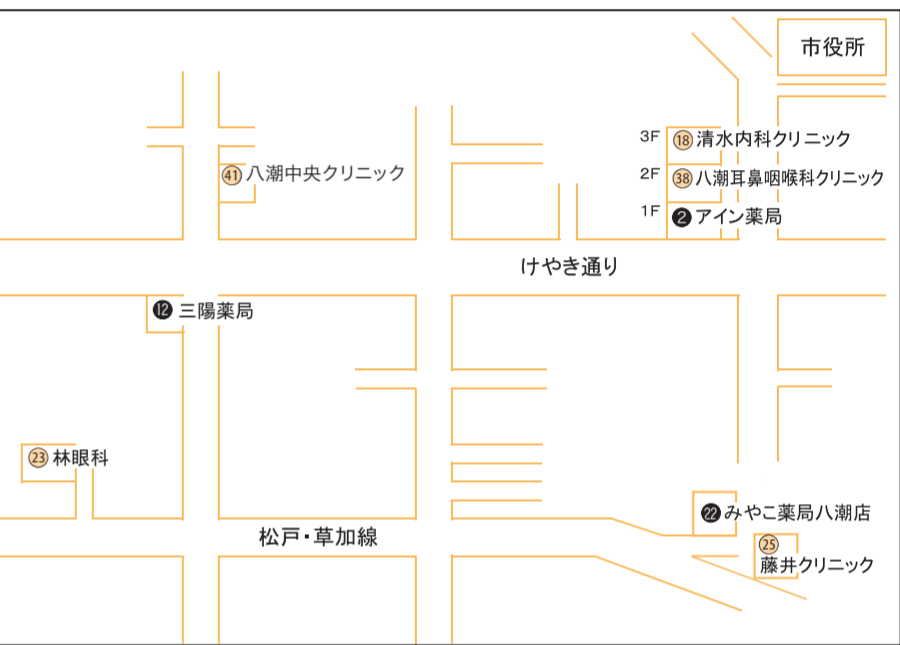 市役所
3F ⑱ 清水内科クリニック
㊶ 八潮中央クリニック
2F ㊳ 八潮耳鼻咽喉科クリニック
1F ❷ アイン薬局
けやき通り
⓬ 三陽薬局
㉓ 林眼科
㉒ みやこ薬局八潮店
松戸・草加線
㉕
藤井クリニック